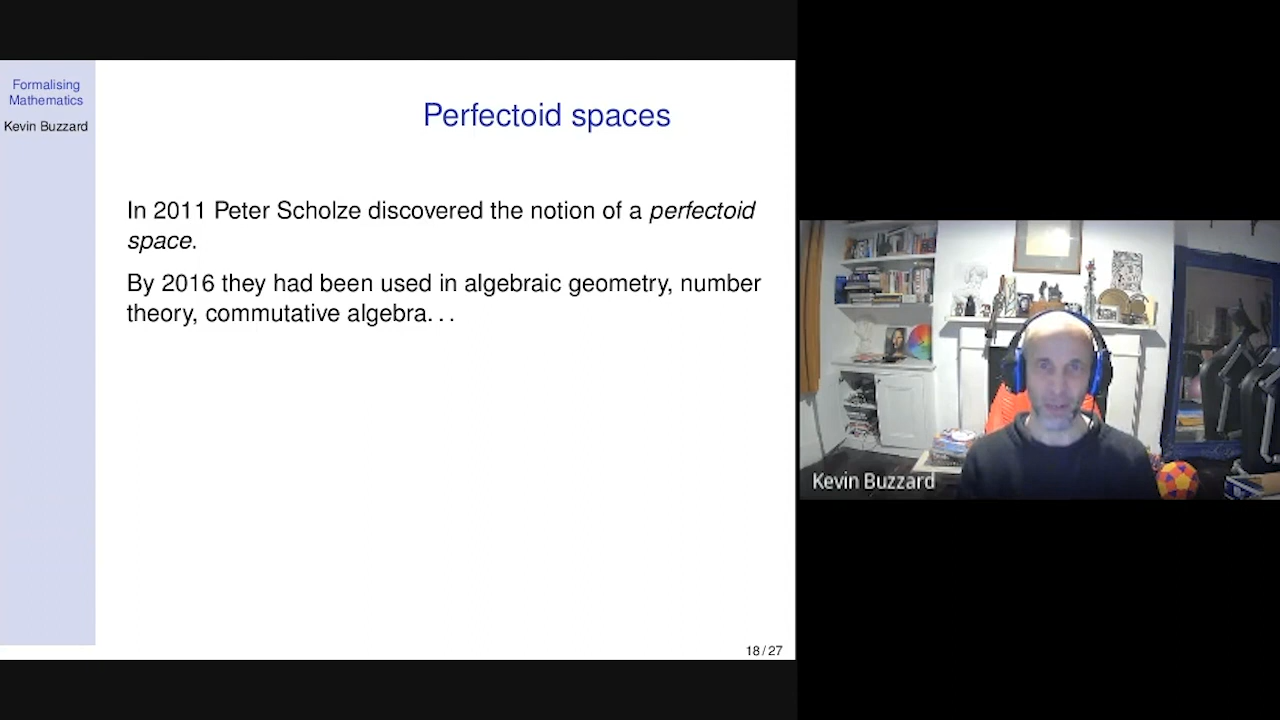 Formalising
Mathematics
Kevin Buzzard
Perfectoid spaces
In 2011 Peter Scholze discovered the notion of a perfectoid
space.
By 2016 they had been used in algebraic geometry, number
theory, commutative algebra. . .
18 / 27
Kevin Buzzard